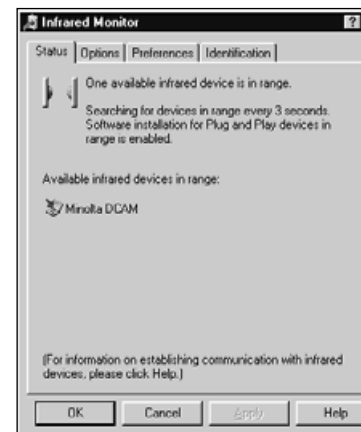 Infrared Monitor ?
Status Options Preferences Identification
One available infrared device is in range.
Searching for devices in range every 3 seconds.
Software installation for Plug and Play devices in
range is enabled.
Available infrared devices in range:
Minolta DCAM
(For information on establishing communication with infrared
devices, please click Help.)
OK Cancel Apply Help